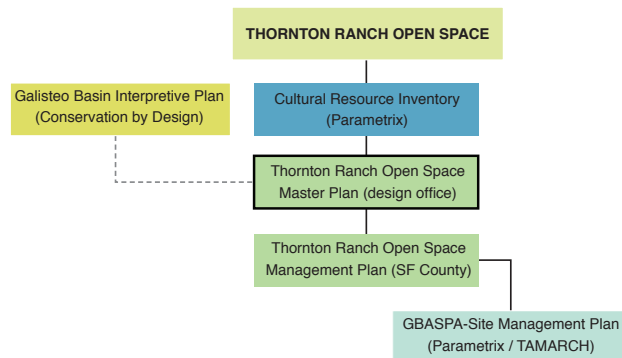 THORNTON RANCH OPEN SPACE
Galisteo Basin Interpretive Plan
(Conservation by Design)
Cultural Resource Inventory
(Parametrix)
Thornton Ranch Open Space
Master Plan (design office)
Thornton Ranch Open Space
Management Plan (SF County)
GBASPA-Site Management Plan
(Parametrix / TAMARCH)